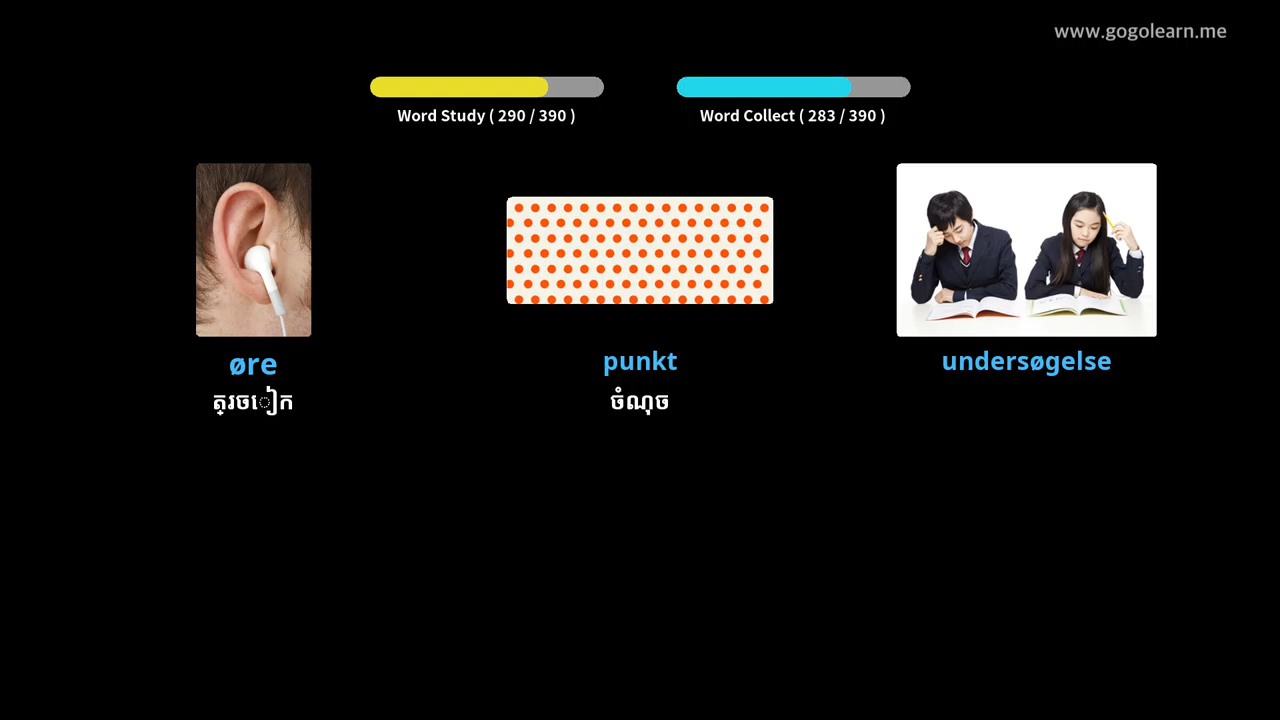 www.gogolearn.me
Word Study ( 290 / 390 )
Word Collect ( 283 / 390 )
øre
punkt
undersøgelse
ត្រចៀក
ចំណុច